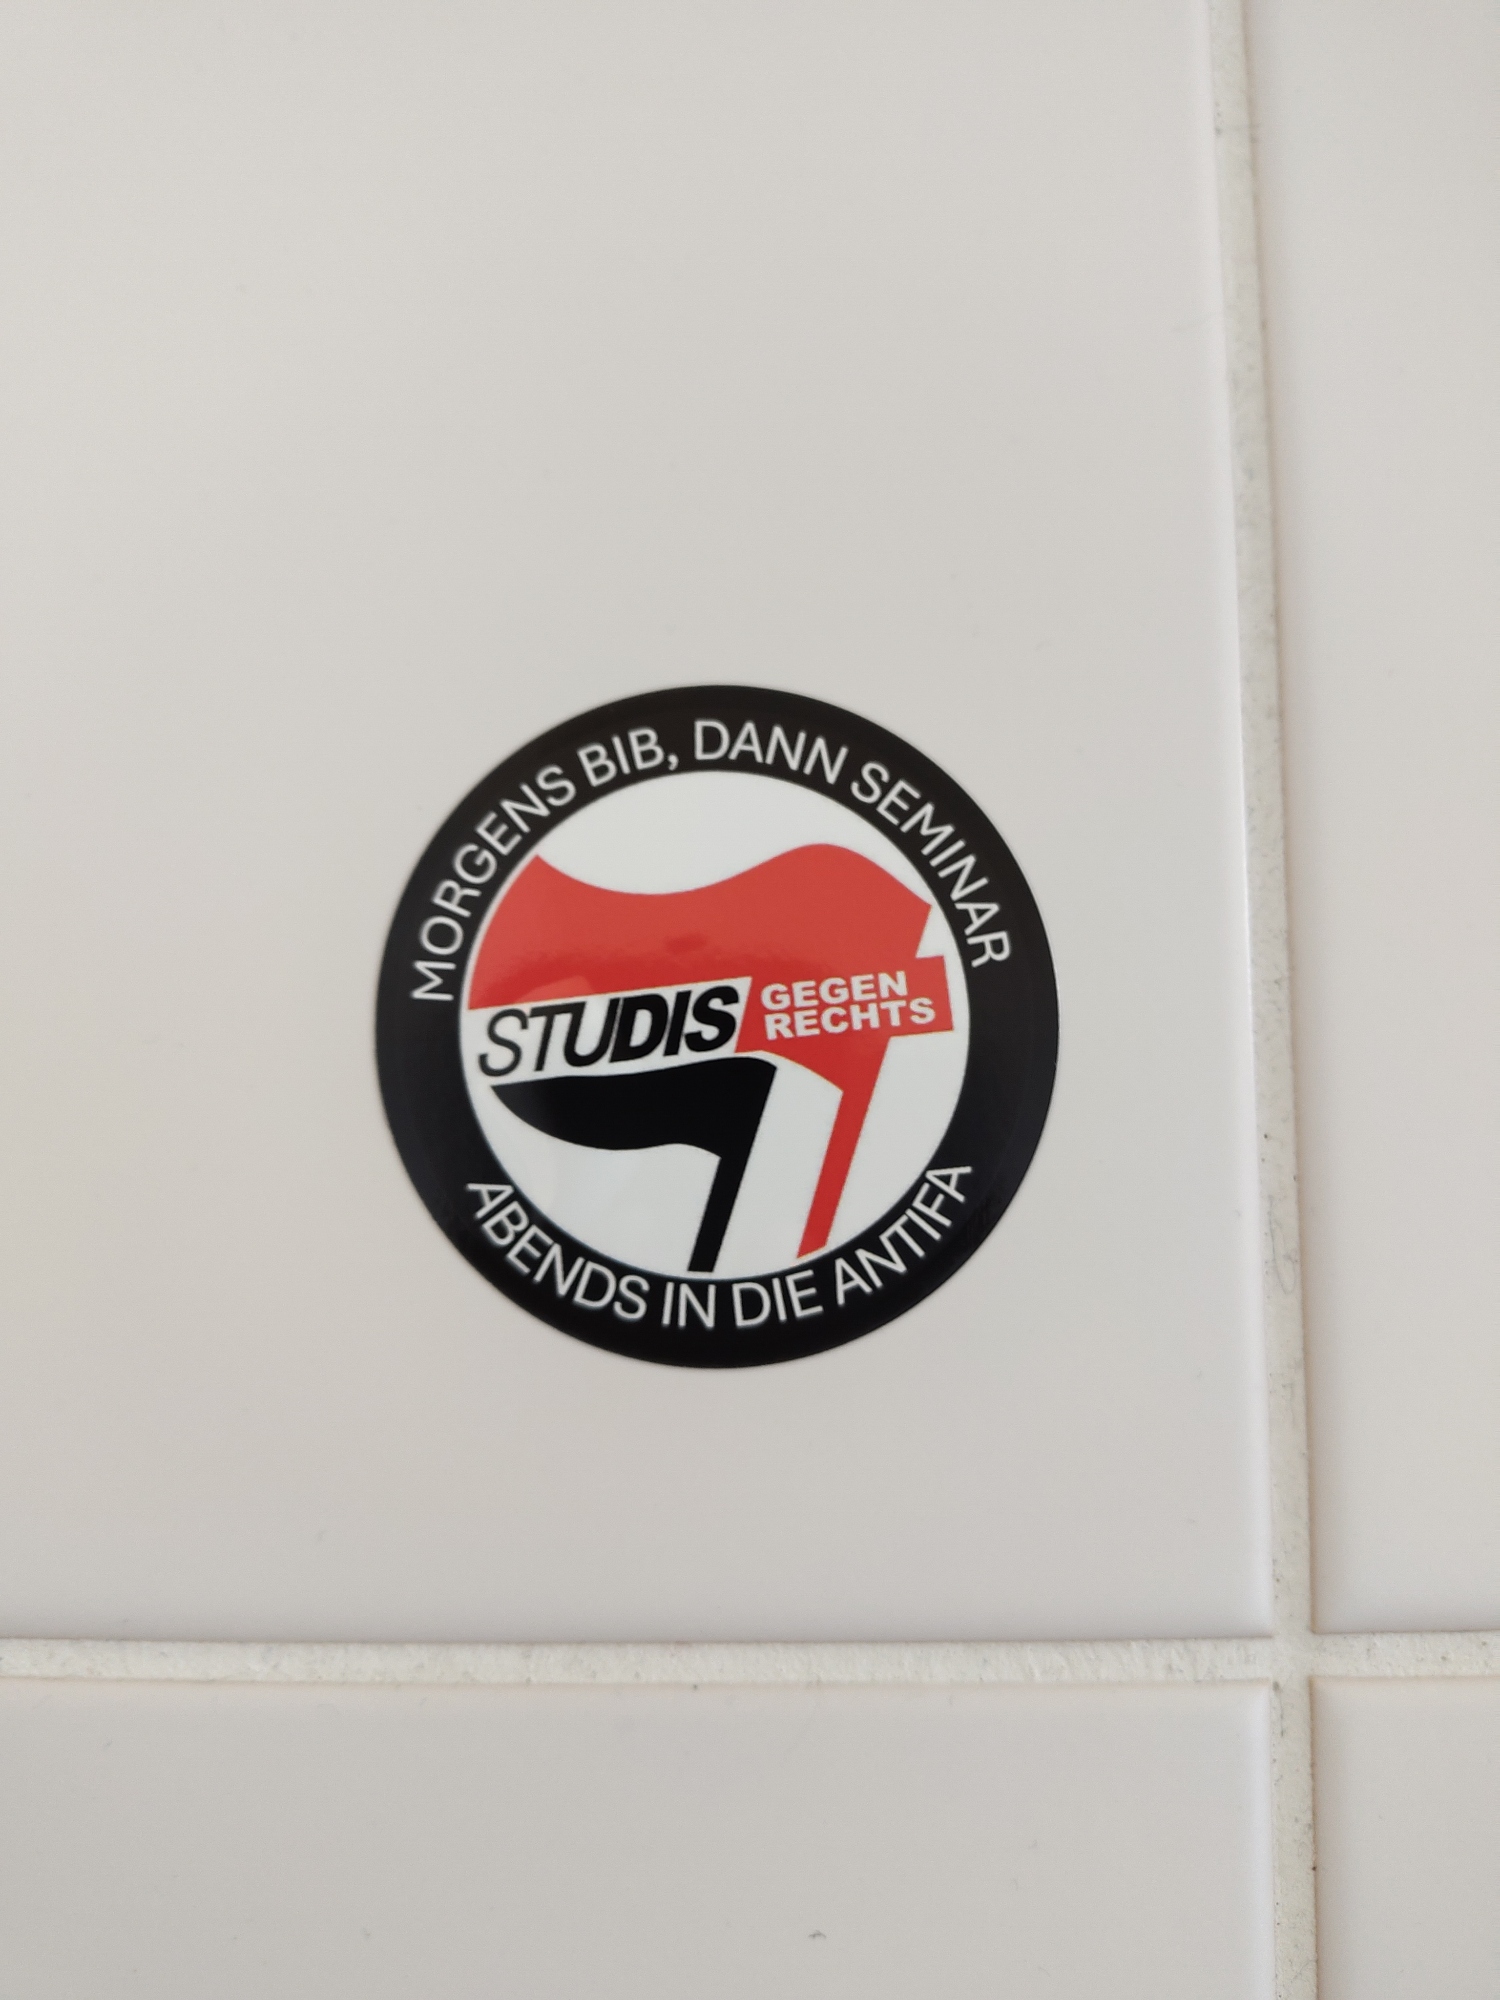 MORGENS BIB, DANN SEMINAR
STUDIS
GEGEN
RECHTS
ABENDS IN DIE ANTIFA